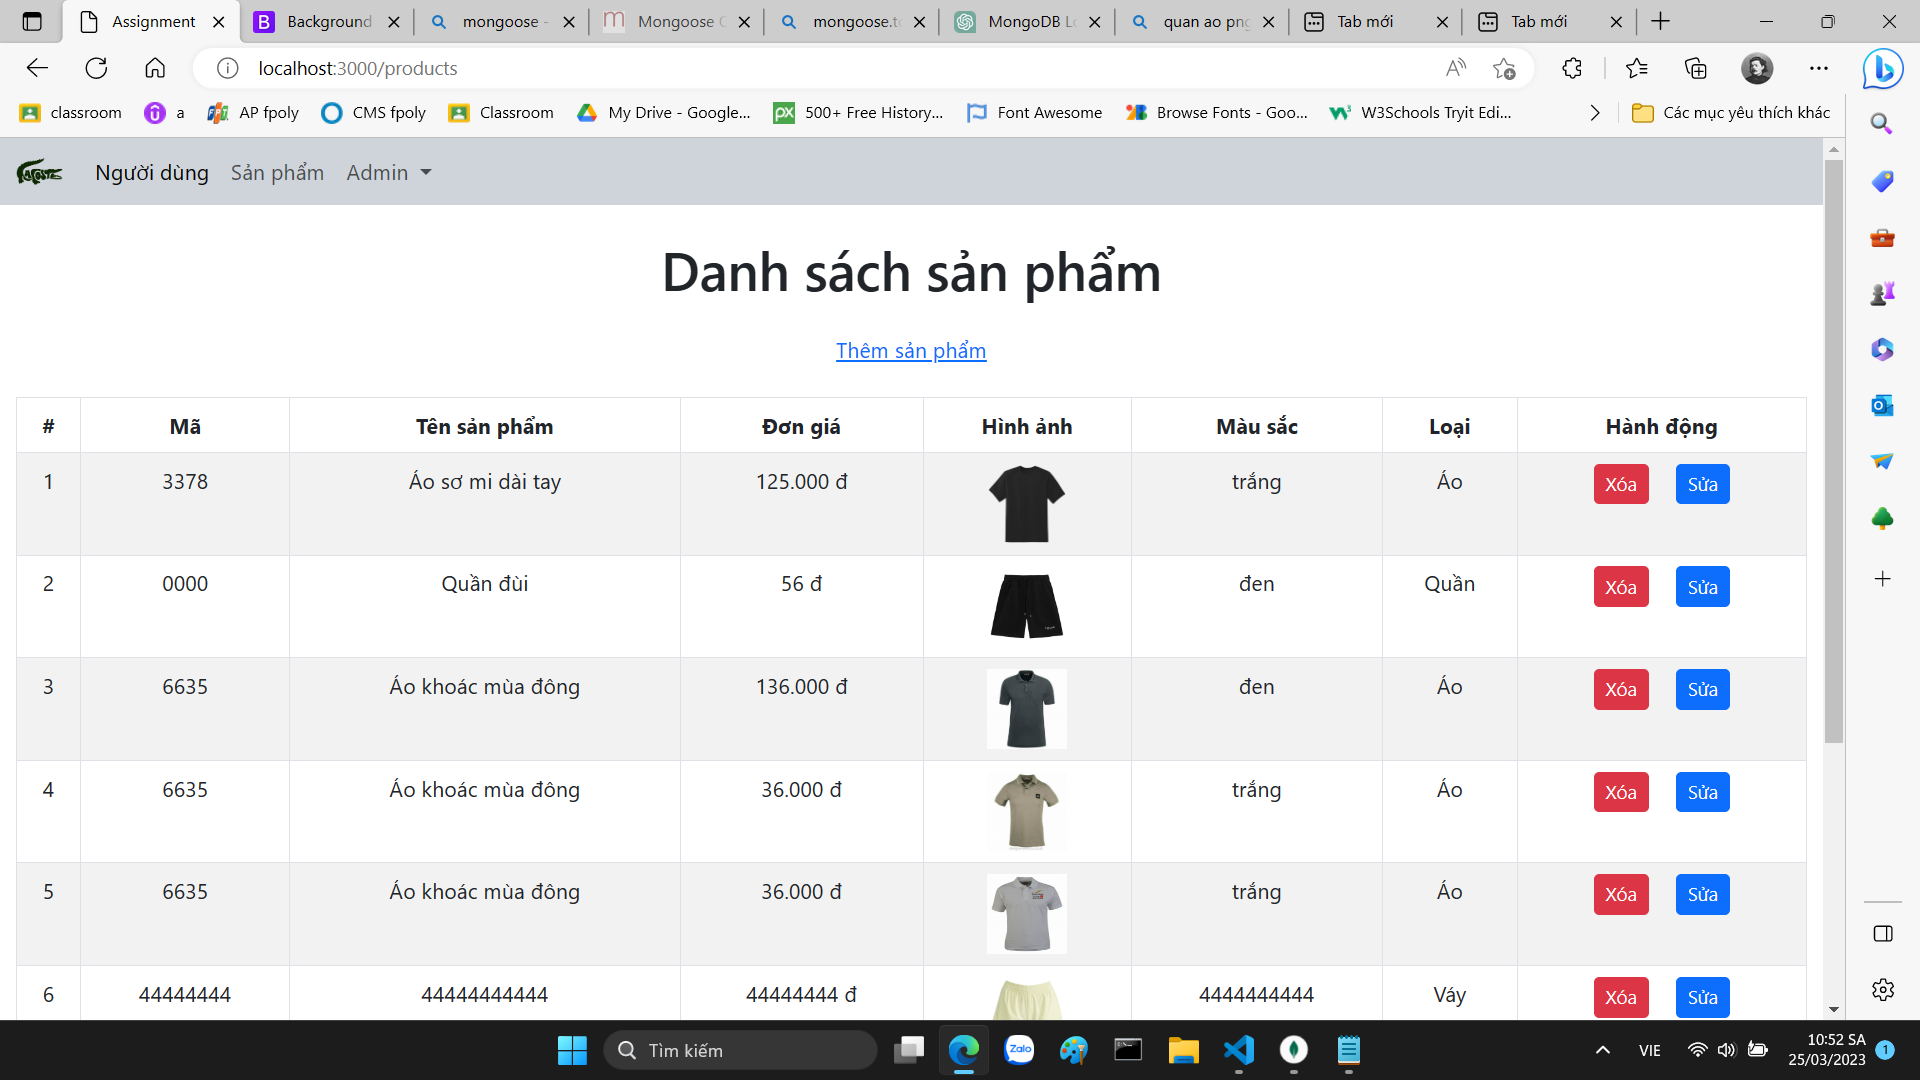 Assignment
Background
mongoose -
Mongoose
mongoose.t
MongoDB Lo
quan ao png
Tab mới
Tab mới
localhost:3000/products
classroom
a
AP fpoly
CMS fpoly
Classroom
My Drive - Google...
500+ Free History...
Font Awesome
Browse Fonts - Goo...
W3Schools Tryit Edi...
Các mục yêu thích khác
LACOSTE Người dùng Sản phẩm Admin
Danh sách sản phẩm
Thêm sản phẩm
# Mã Tên sản phẩm Đơn giá Hình ảnh Màu sắc Loại Hành động
1 3378 Áo sơ mi dài tay 125.000 đ trắng Áo Xóa Sửa
2 0000 Quần đùi 56 đ đen Quần Xóa Sửa
3 6635 Áo khoác mùa đông 136.000 đ đen Áo Xóa Sửa
4 6635 Áo khoác mùa đông 36.000 đ trắng Áo Xóa Sửa
5 6635 Áo khoác mùa đông 36.000 đ trắng Áo Xóa Sửa
6 44444444 44444444444 44444444 đ 4444444444 Váy Xóa Sửa
Tìm kiếm
Zalo
VIE
10:52 SA
25/03/2023
1